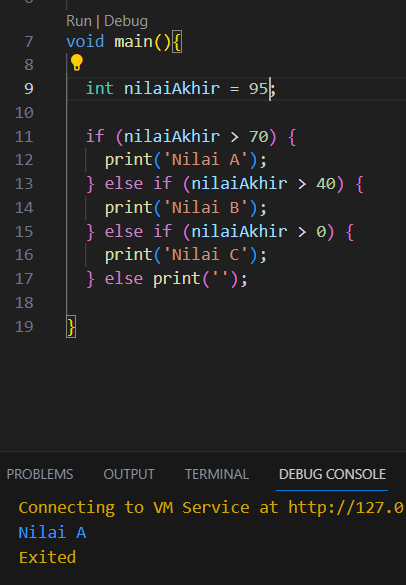 Run | Debug
7 void main(){
8
9 int nilaiAkhir = 95;
10
11 if (nilaiAkhir > 70) {
12 print('Nilai A');
13 } else if (nilaiAkhir > 40) {
14 print('Nilai B');
15 } else if (nilaiAkhir > 0) {
16 print('Nilai C');
17 } else print('');
18
19 }
PROBLEMS OUTPUT TERMINAL DEBUG CONSOLE
Connecting to VM Service at http://127.0
Nilai A
Exited